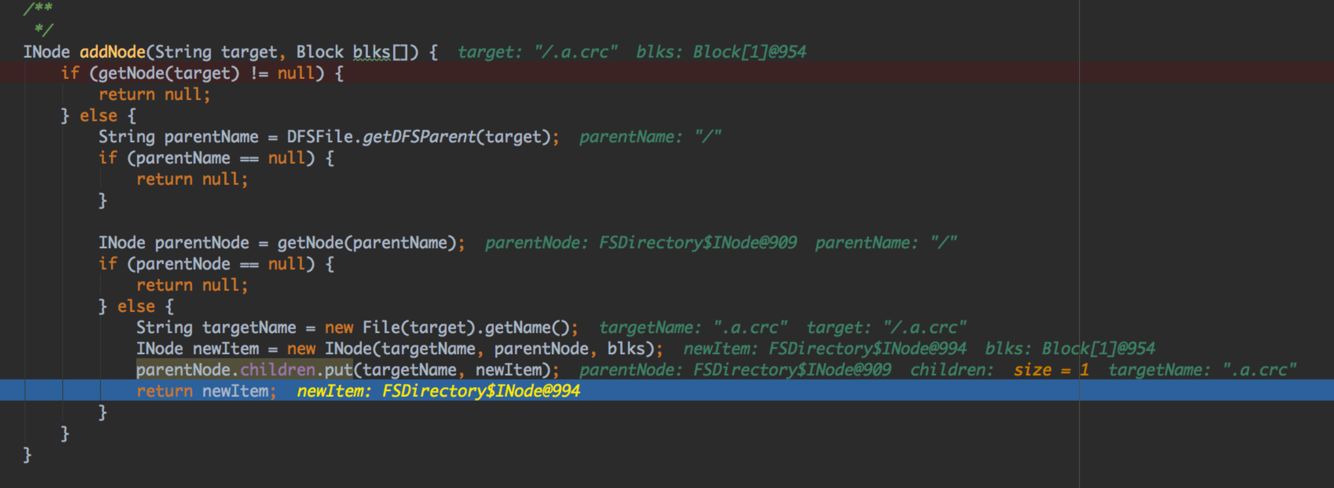 /**
*/
INode addNode(String target, Block blks[]) {  target: "/.a.crc"  blks: Block[1]@954
if (getNode(target) != null) {
return null;
} else {
String parentName = DFSFile.getDFSParent(target);  parentName: "/"
if (parentName == null) {
return null;
}
INode parentNode = getNode(parentName);  parentNode: FSDirectory$INode@909  parentName: "/"
if (parentNode == null) {
return null;
} else {
String targetName = new File(target).getName();  targetName: ".a.crc"  target: "/.a.crc"
INode newItem = new INode(targetName, parentNode, blks);  newItem: FSDirectory$INode@994  blks: Block[1]@954
parentNode.children.put(targetName, newItem);  parentNode: FSDirectory$INode@909  children:  size = 1  targetName: ".a.crc"
return newItem;  newItem: FSDirectory$INode@994
}
}
}